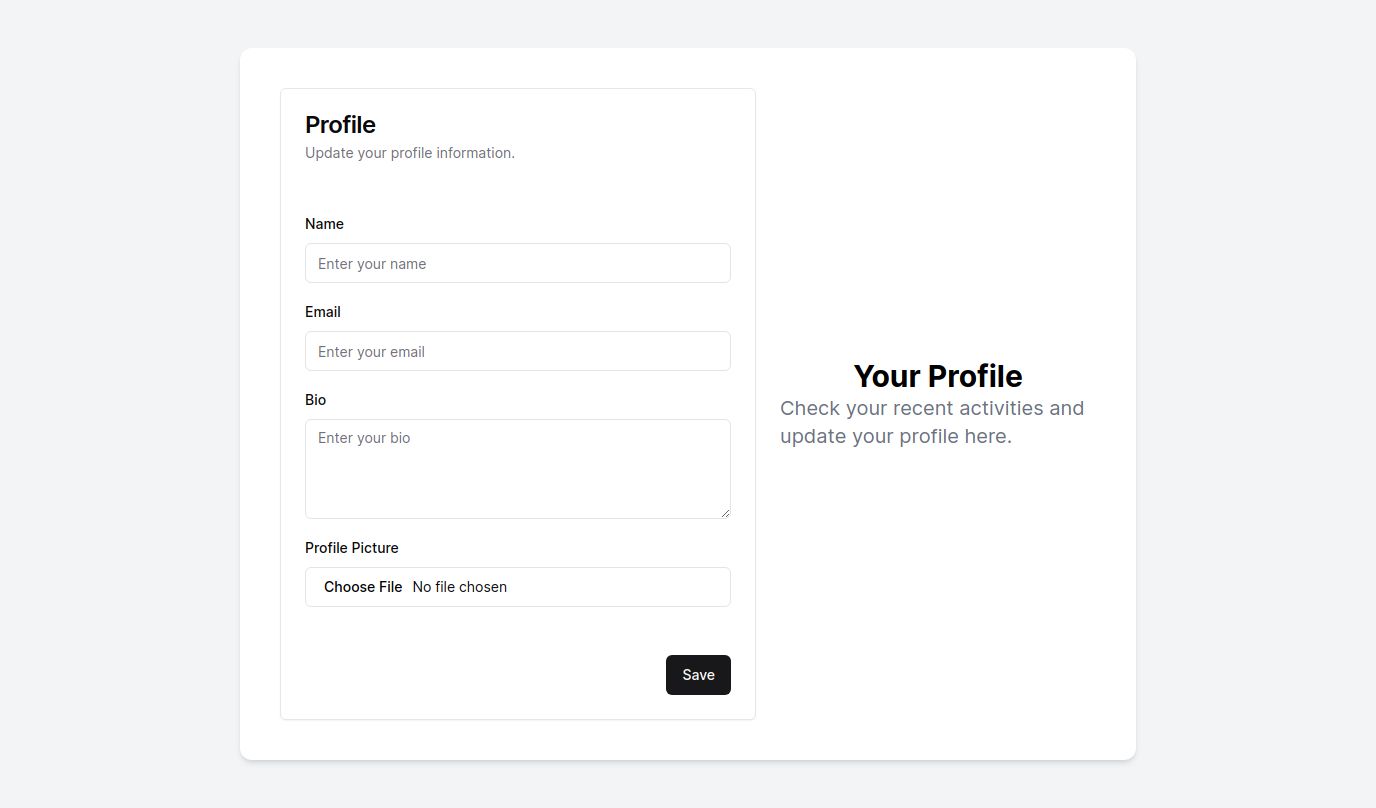 Profile
Update your profile information.
Name
Enter your name
Email
Enter your email
Bio
Enter your bio
Profile Picture
Choose File No file chosen
Save
Your Profile
Check your recent activities and
update your profile here.